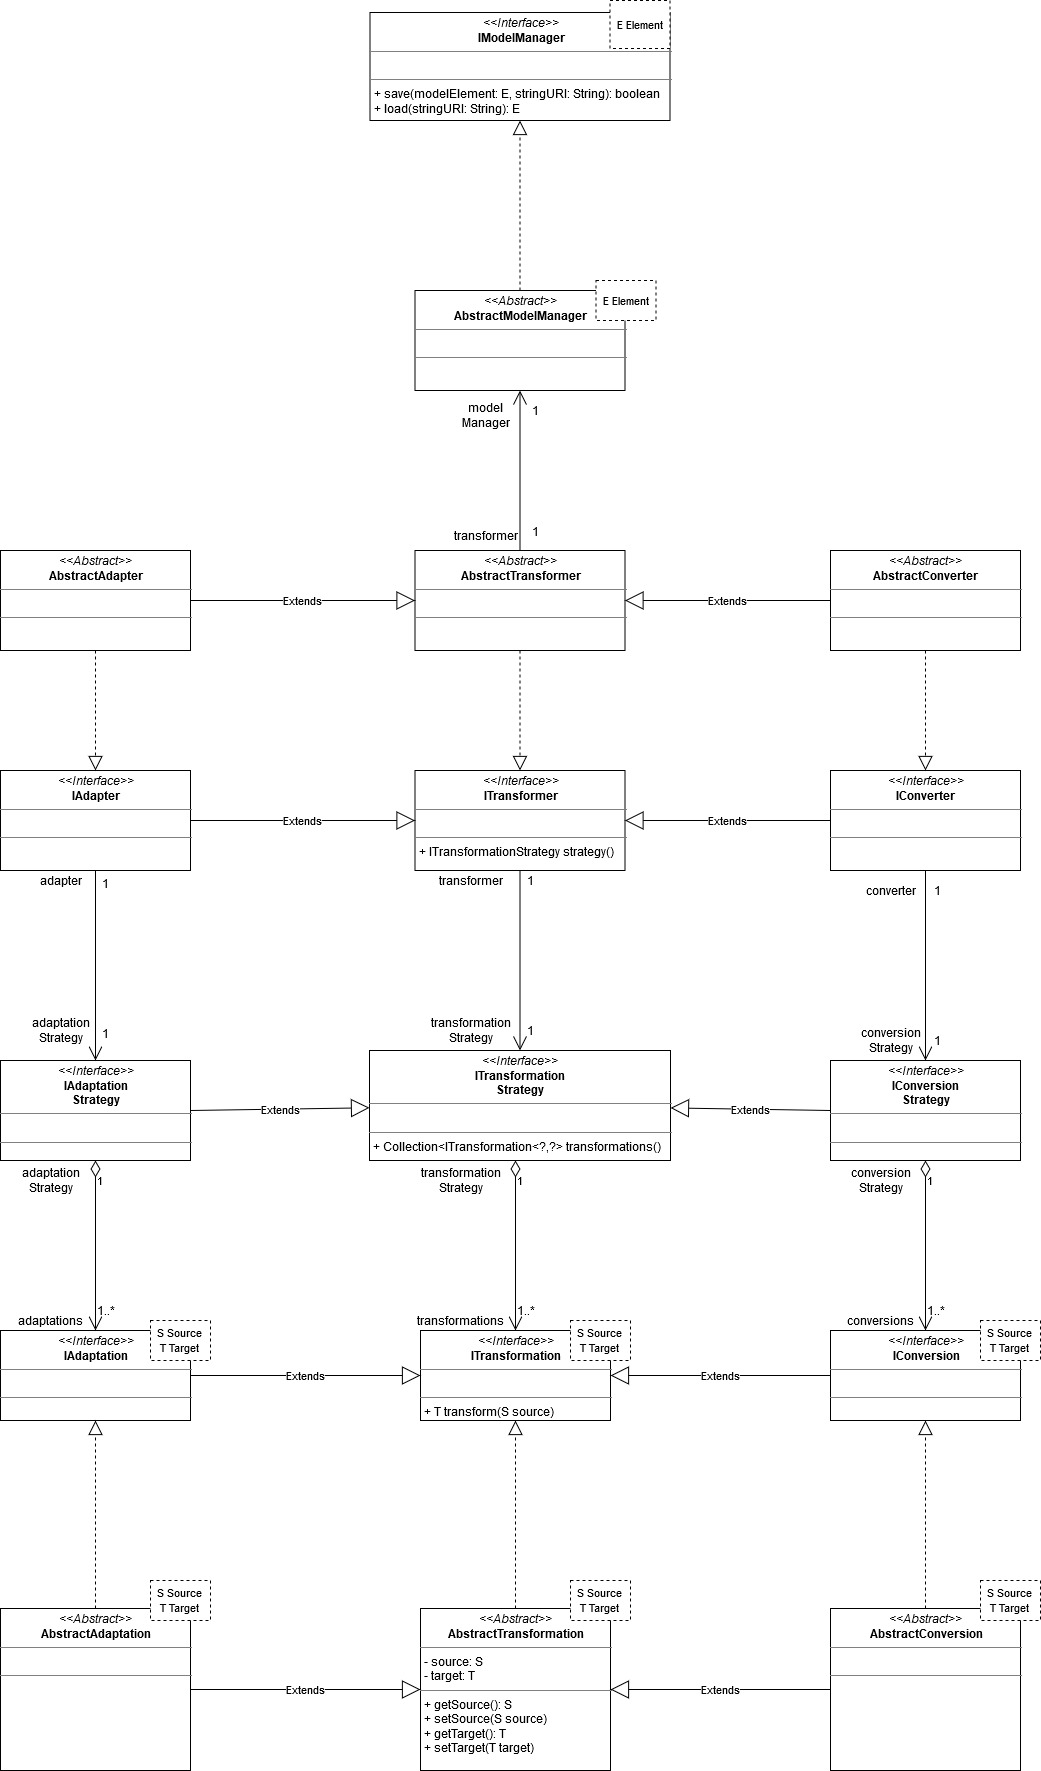 <<Interface>>
IModelManager
E Element
+ save(modelElement: E, stringURI: String): boolean
+ load(stringURI: String): E
<<Abstract>>
AbstractModelManager
E Element
model
Manager
1
transformer
1
<<Abstract>>
AbstractAdapter
<<Abstract>>
AbstractTransformer
<<Abstract>>
AbstractConverter
Extends
Extends
<<Interface>>
IAdapter
<<Interface>>
ITransformer
+ ITransformationStrategy strategy()
<<Interface>>
IConverter
Extends
Extends
adapter
1
transformer
1
converter
1
adaptation
Strategy
1
transformation
Strategy
1
conversion
Strategy
1
<<Interface>>
IAdaptation
Strategy
<<Interface>>
ITransformation
Strategy
+ Collection<ITransformation<?,?> transformations()
<<Interface>>
IConversion
Strategy
Extends
Extends
adaptation
Strategy
1
transformation
Strategy
1
conversion
Strategy
1
adaptations
1..*
transformations
1..*
conversions
1..*
<<Interface>>
IAdaptation
S Source
T Target
<<Interface>>
ITransformation
S Source
T Target
+ T transform(S source)
<<Interface>>
IConversion
S Source
T Target
Extends
Extends
<<Abstract>>
AbstractAdaptation
S Source
T Target
<<Abstract>>
AbstractTransformation
S Source
T Target
- source: S
- target: T
+ getSource(): S
+ setSource(S source)
+ getTarget(): T
+ setTarget(T target)
<<Abstract>>
AbstractConversion
S Source
T Target
Extends
Extends